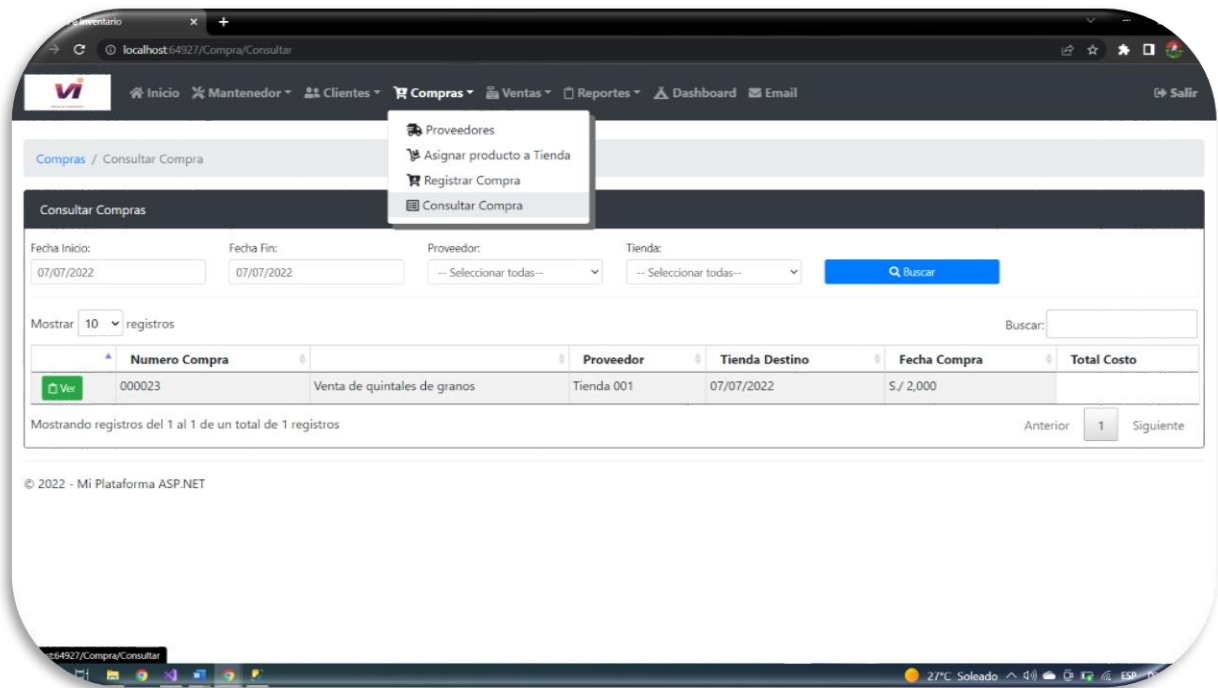 e inventario
localhost:64927/Compra/Consultar
Vi
Inicio Mantenedor Clientes Compras Ventas Reportes Dashboard Email Salir
Proveedores
Asignar producto a Tienda
Registrar Compra
Consultar Compra
Compras / Consultar Compra
Consultar Compras
Fecha Inicio: Fecha Fin: Proveedor: Tienda:
07/07/2022 07/07/2022 -- Seleccionar todas-- -- Seleccionar todas-- Buscar
Mostrar 10 registros Buscar:
Numero Compra Proveedor Tienda Destino Fecha Compra Total Costo
Ver 000023 Venta de quintales de granos Tienda 001 07/07/2022 S./ 2,000
Mostrando registros del 1 al 1 de un total de 1 registros Anterior 1 Siguiente
© 2022 - Mi Plataforma ASP.NET
st:64927/Compra/Consultar
27°C Soleado ESP